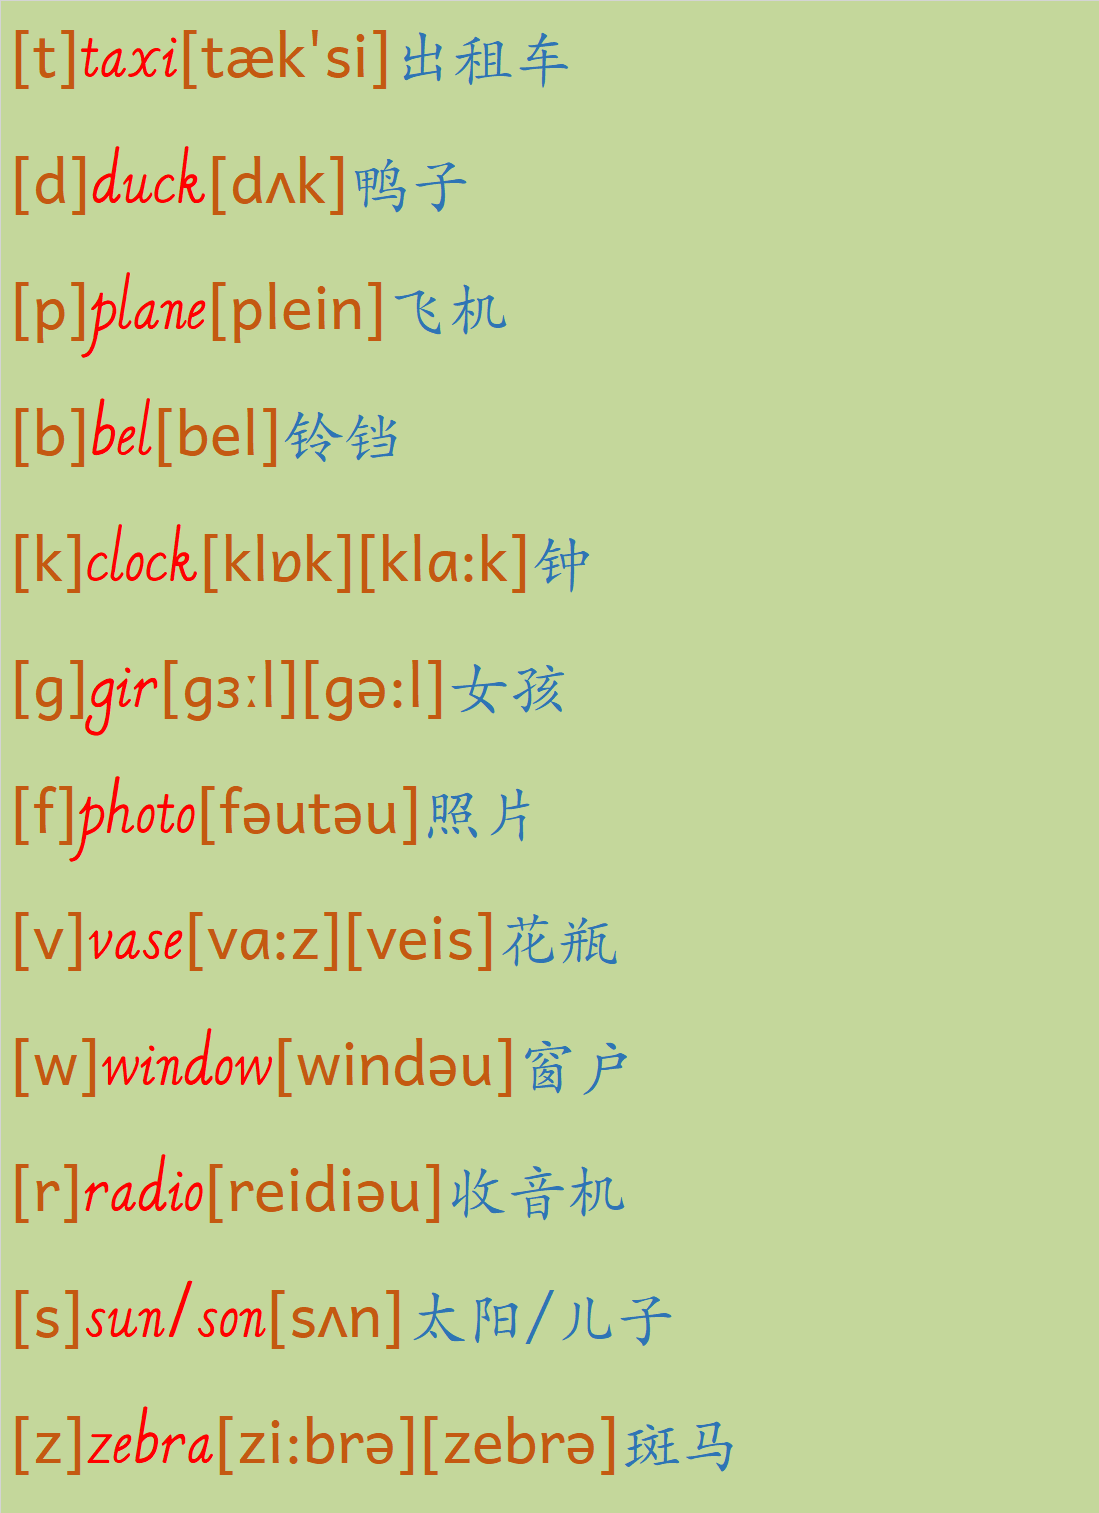 [t]taxi[tæk'si]出租车
[d]duck[dʌk]鸭子
[p]plane[plein]飞机
[b]bel[bel]铃铛
[k]clock[klɒk][klɑ:k]钟
[g]gir[gɜːl][gə:l]女孩
[f]photo[fəutəu]照片
[v]vase[vɑ:z][veis]花瓶
[w]window[windəu]窗户
[r]radio[reidiəu]收音机
[s]sun/son[sʌn]太阳/儿子
[z]zebra[zi:brə][zebrə]斑马